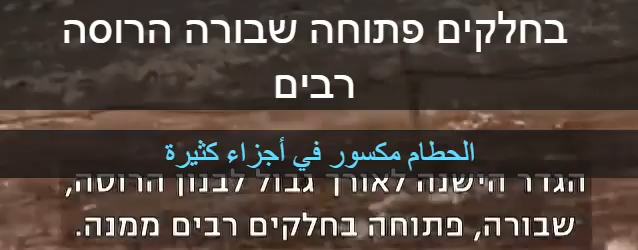 בחלקים פתוחה שבורה הרוסה
רבים
الحطام مكسور في أجزاء كثيرة
הגדר הישנה לאורך גבול לבנון הרוסה,
שבורה, פתוחה בחלקים רבים ממנה.